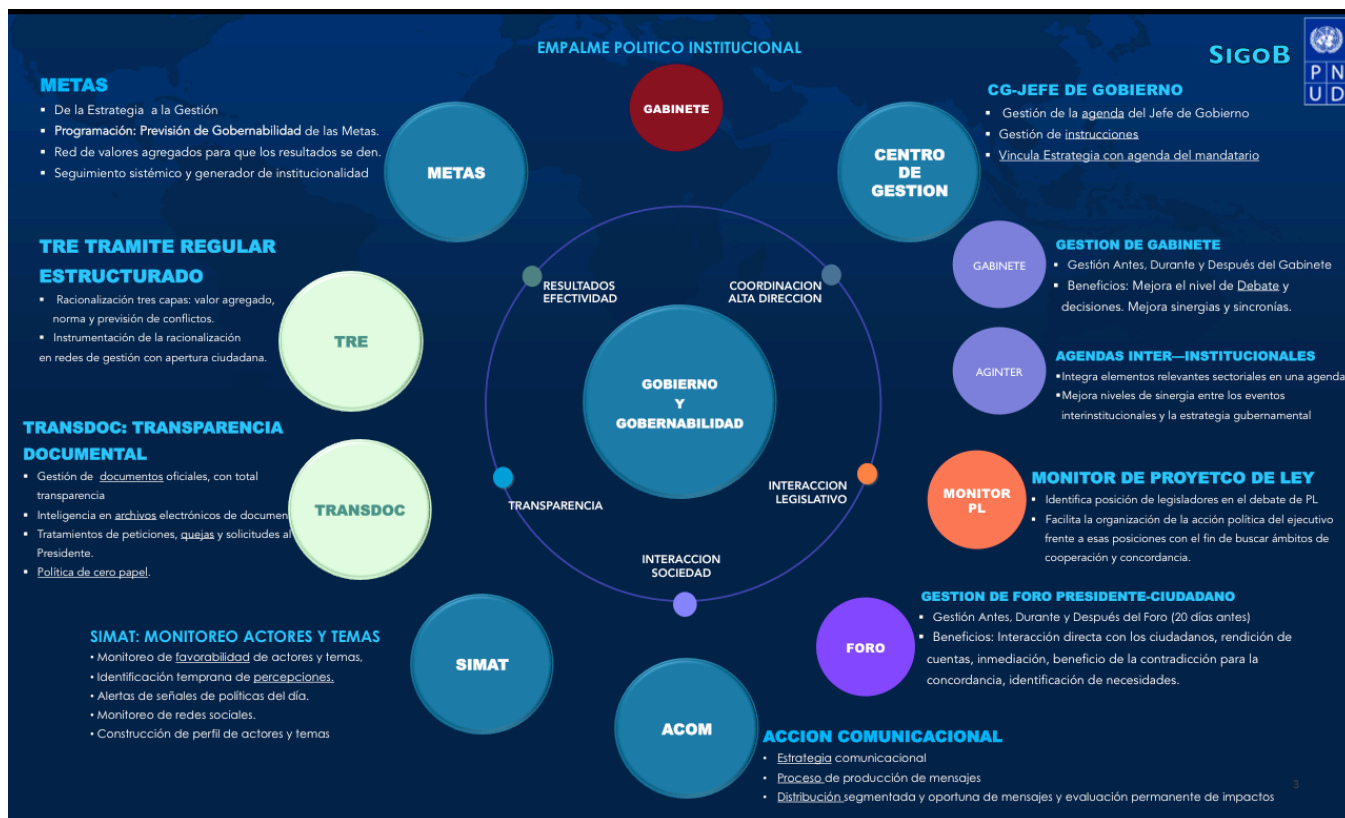 EMPALME POLITICO INSTITUCIONAL
SIGOB
P N
U D
METAS
▪ De la Estrategia a la Gestión
▪ Programación: Previsión de Gobernabilidad de las Metas.
▪ Red de valores agregados para que los resultados se den.
▪ Seguimiento sistémico y generador de institucionalidad
METAS
GABINETE
CENTRO
DE
GESTION
CG-JEFE DE GOBIERNO
▪ Gestión de la agenda del Jefe de Gobierno
▪ Gestión de instrucciones
▪ Vincula Estrategia con agenda del mandatario
TRE TRAMITE REGULAR
ESTRUCTURADO
▪ Racionalización tres capas: valor agregado,
norma y previsión de conflictos.
▪ Instrumentación de la racionalización
en redes de gestión con apertura ciudadana.
TRE
GABINETE
GESTION DE GABINETE
▪ Gestión Antes, Durante y Después del Gabinete
▪ Beneficios: Mejora el nivel de Debate y
decisiones. Mejora sinergias y sincronías.
AGINTER
AGENDAS INTER—INSTITUCIONALES
▪Integra elementos relevantes sectoriales en una agenda
▪Mejora niveles de sinergia entre los eventos
interinstitucionales y la estrategia gubernamental
RESULTADOS
EFECTIVIDAD
COORDINACION
ALTA DIRECCION
GOBIERNO
Y
GOBERNABILIDAD
TRANSPARENCIA
INTERACCION
LEGISLATIVO
INTERACCION
SOCIEDAD
TRANSDOC: TRANSPARENCIA
DOCUMENTAL
▪ Gestión de documentos oficiales, con total
transparencia
▪ Inteligencia en archivos electrónicos de documen
▪ Tratamientos de peticiones, quejas y solicitudes al
Presidente.
▪ Política de cero papel.
TRANSDOC
MONITOR
PL
MONITOR DE PROYETCO DE LEY
▪ Identifica posición de legisladores en el debate de PL
▪ Facilita la organización de la acción política del ejecutivo
frente a esas posiciones con el fin de buscar ámbitos de
cooperación y concordancia.
SIMAT: MONITOREO ACTORES Y TEMAS
• Monitoreo de favorabilidad de actores y temas,
• Identificación temprana de percepciones.
• Alertas de señales de políticas del día.
• Monitoreo de redes sociales.
• Construcción de perfil de actores y temas
SIMAT
FORO
GESTION DE FORO PRESIDENTE-CIUDADANO
▪ Gestión Antes, Durante y Después del Foro (20 días antes)
▪ Beneficios: Interacción directa con los ciudadanos, rendición de
cuentas, inmediación, beneficio de la contradicción para la
concordancia, identificación de necesidades.
ACOM
ACCION COMUNICACIONAL
• Estrategia comunicacional
• Proceso de producción de mensajes
• Distribución segmentada y oportuna de mensajes y evaluación permanente de impactos
3